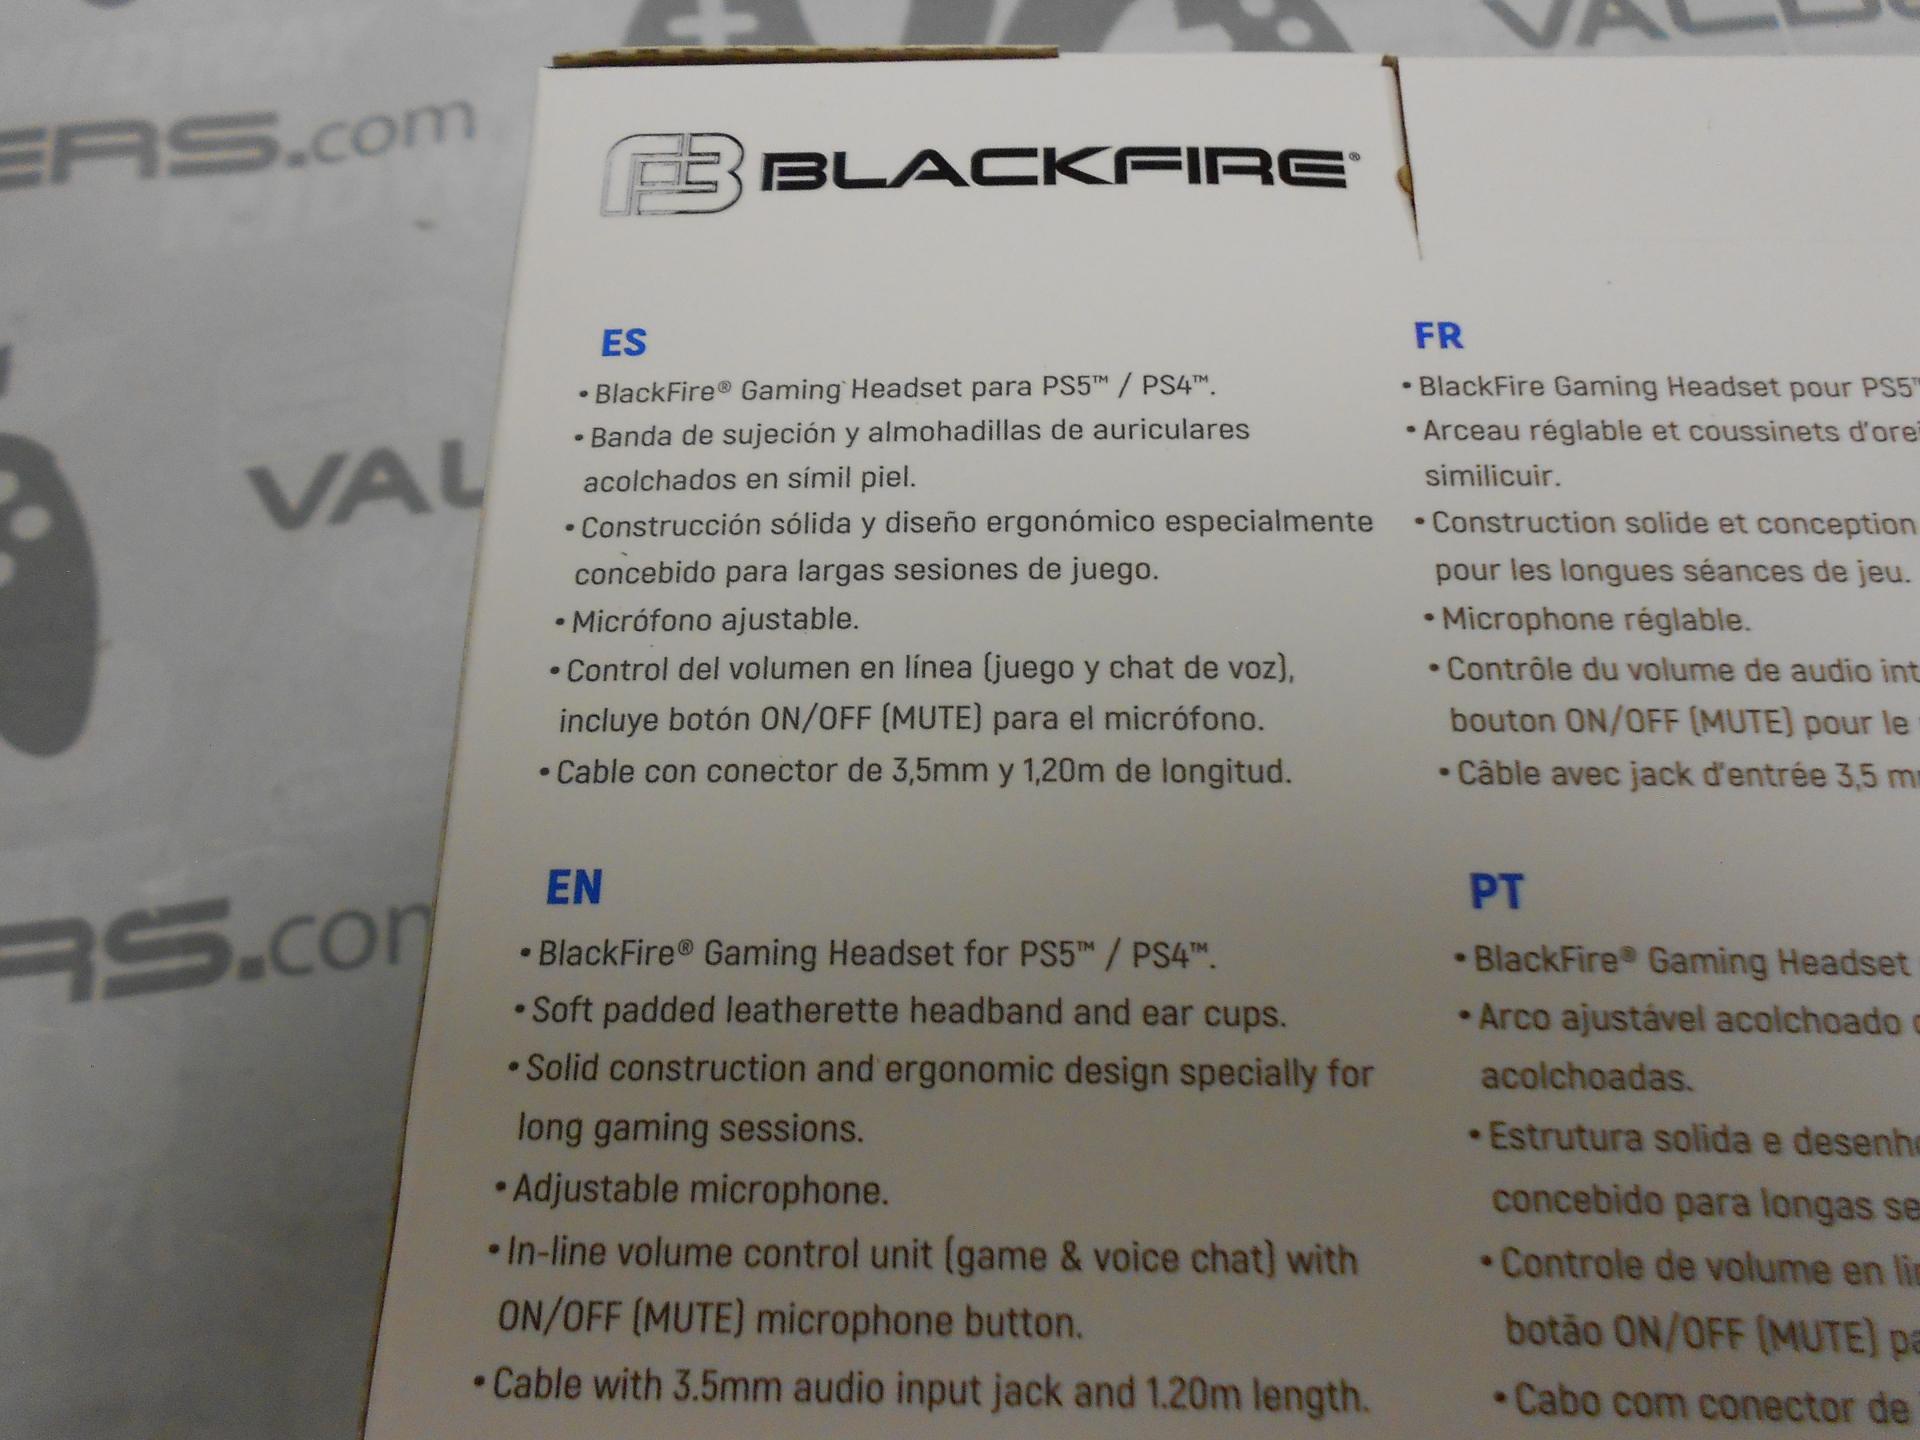 ERS.com
VAL
RS.con
BLACKFIRE®
ES
• BlackFire® Gaming Headset para PS5™ / PS4™.
• Banda de sujeción y almohadillas de auriculares
acolchados en símil piel.
• Construcción sólida y diseño ergonómico especialmente
concebido para largas sesiones de juego.
• Micrófono ajustable.
• Control del volumen en línea (juego y chat de voz),
incluye botón ON/OFF (MUTE) para el micrófono.
• Cable con conector de 3,5mm y 1,20m de longitud.
EN
• BlackFire® Gaming Headset for PS5™ / PS4™.
• Soft padded leatherette headband and ear cups.
• Solid construction and ergonomic design specially for
long gaming sessions.
• Adjustable microphone.
• In-line volume control unit (game & voice chat) with
ON/OFF (MUTE) microphone button.
• Cable with 3.5mm audio input jack and 1.20m length.
FR
• BlackFire Gaming Headset pour PS5™
• Arceau réglable et coussinets d'orei
similicuir.
• Construction solide et conception
pour les longues séances de jeu.
• Microphone réglable.
• Contrôle du volume de audio int
bouton ON/OFF (MUTE) pour le
• Câble avec jack d'entrée 3,5 m
PT
• BlackFire® Gaming Headset
• Arco ajustável acolchoado
acolchoadas.
• Estrutura solida e desenh
concebido para longas se
• Controle de volume en li
botão ON/OFF (MUTE) pa
• Cabo com conector de